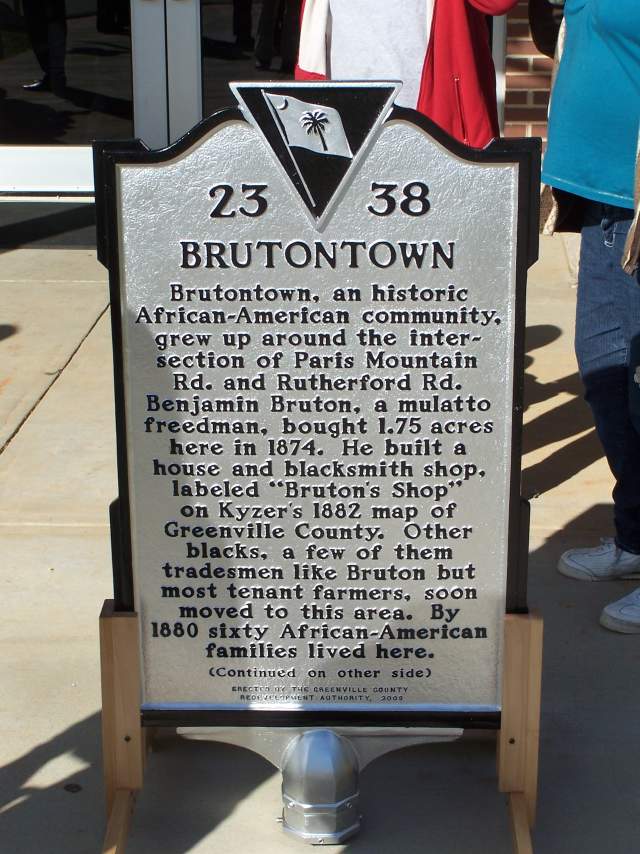 23 38
BRUTONTOWN
Brutontown, an historic
African-American community,
grew up around the inter-
section of Paris Mountain
Rd. and Rutherford Rd.
Benjamin Bruton, a mulatto
freedman, bought 1.75 acres
here in 1874. He built a
house and blacksmith shop,
labeled "Bruton's Shop"
on Kyzer's 1882 map of
Greenville County. Other
blacks, a few of them
tradesmen like Bruton but
most tenant farmers, soon
moved to this area. By
1880 sixty African-American
families lived here.
(Continued on other side)
ERECTED BY THE GREENVILLE COUNTY
REDEVELOPMENT AUTHORITY,